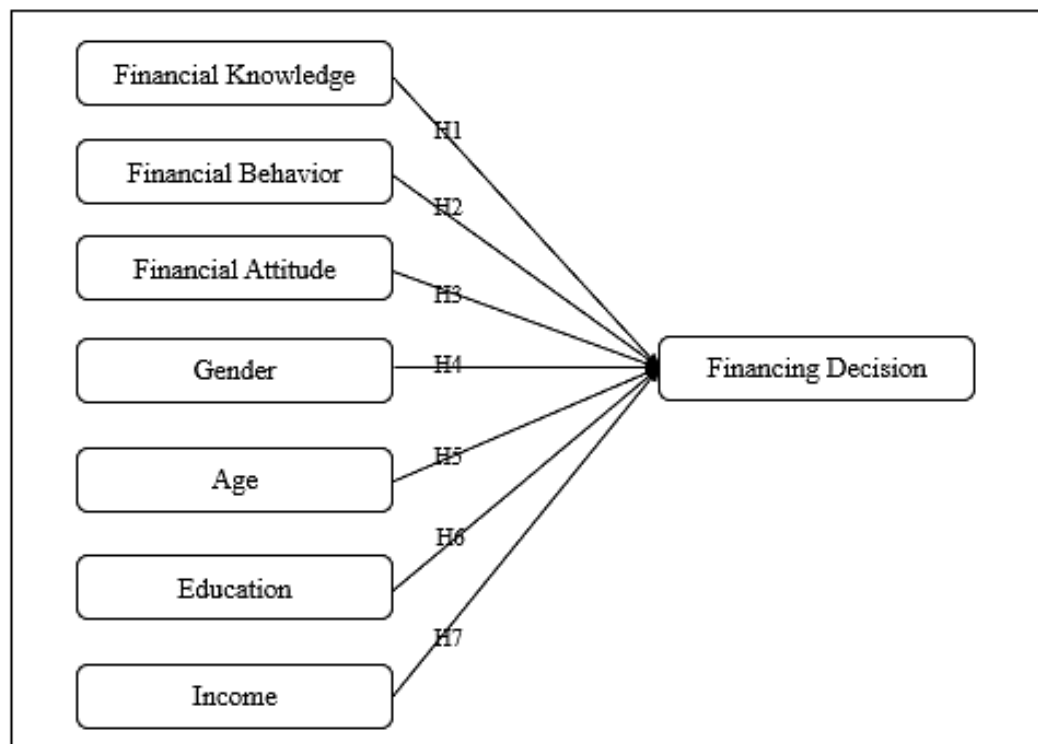 Financial Knowledge
H1
Financial Behavior
H2
Financial Attitude
H3
Gender
H4
Financing Decision
Age
H5
Education
H6
Income
H7